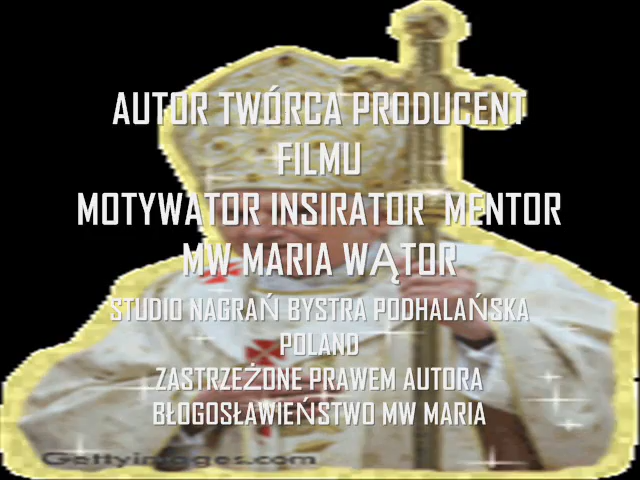 AUTOR TWÓRCA PRODUCENT
FILMU
MOTYWATOR INSIRATOR MENTOR
MW MARIA WĄTOR
STUDIO NAGRAŃ BYSTRA PODHALAŃSKA
POLAND
ZASTRZEŻONE PRAWEM AUTORA
BŁOGOSŁAWIEŃSTWO MW MARIA
Gettyimages.com